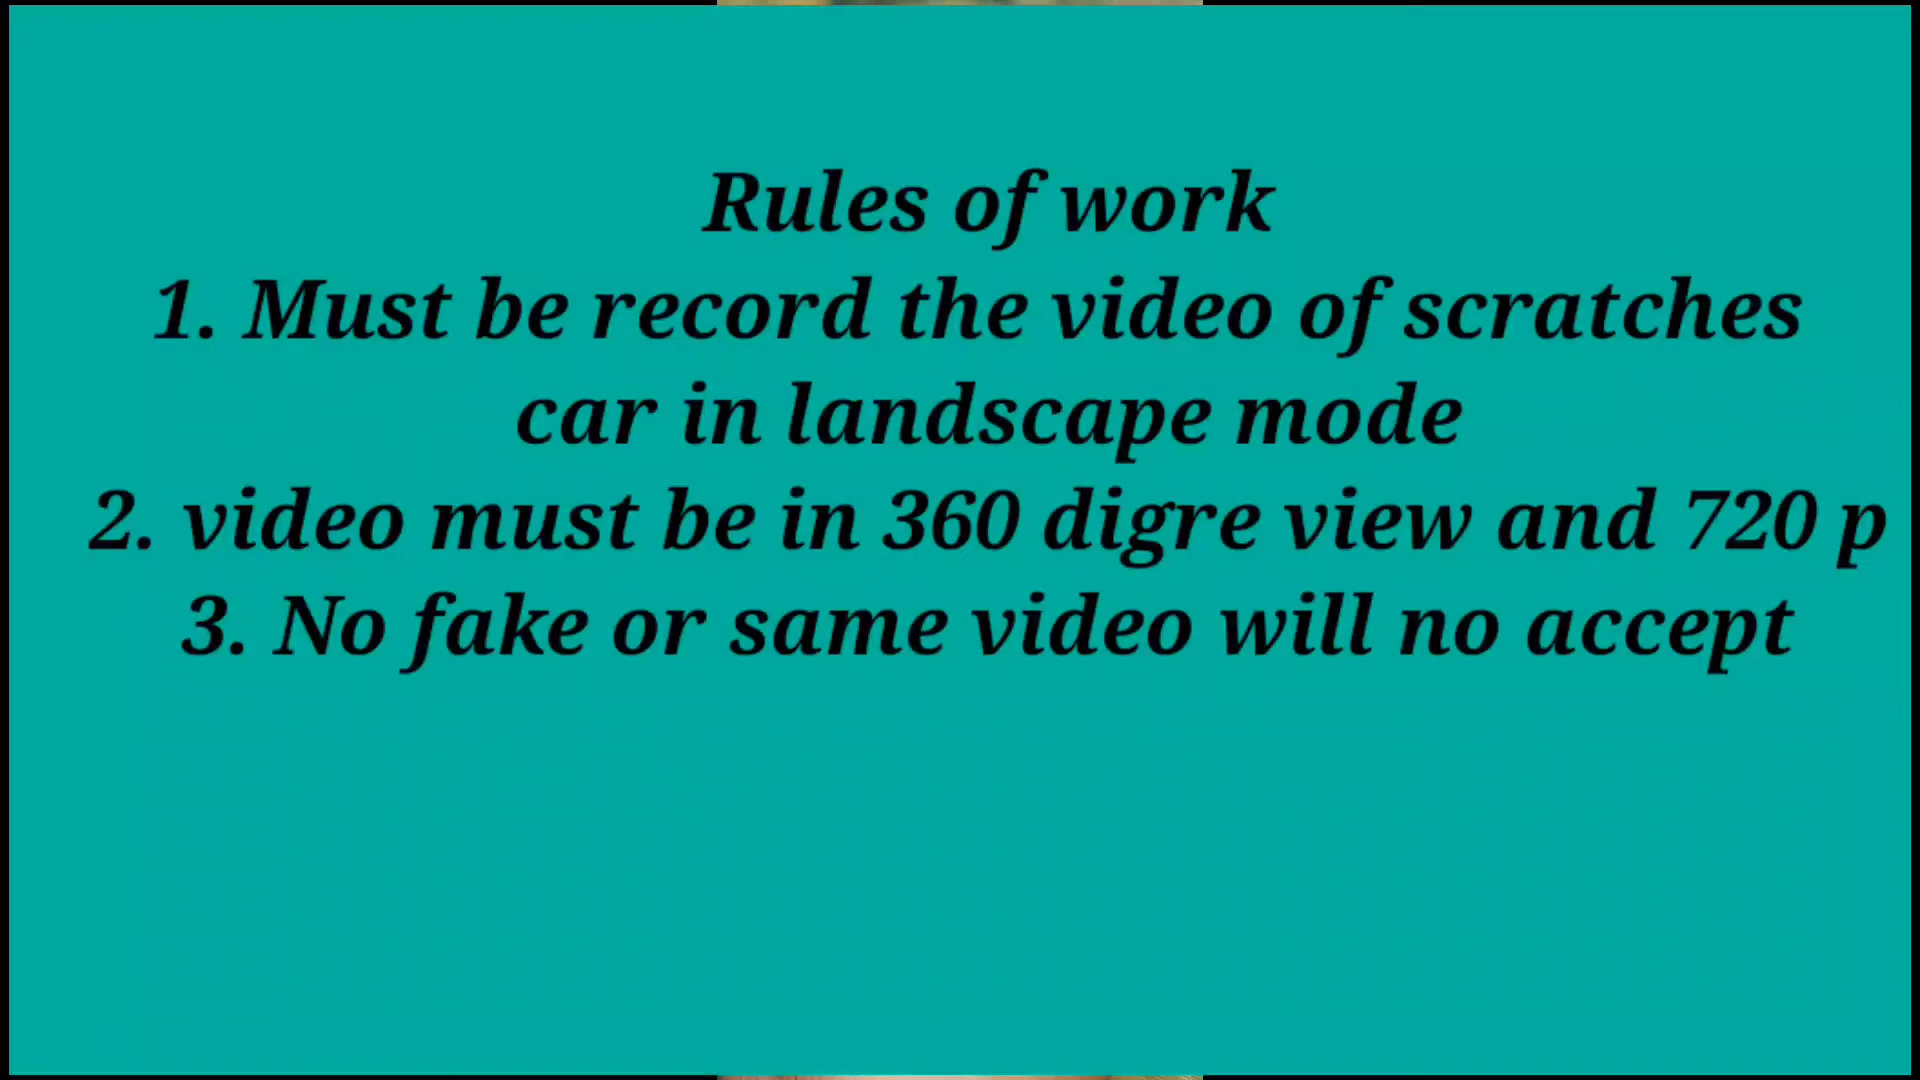 Rules of work
1. Must be record the video of scratches
car in landscape mode
2. video must be in 360 digre view and 720 p
3. No fake or same video will no accept